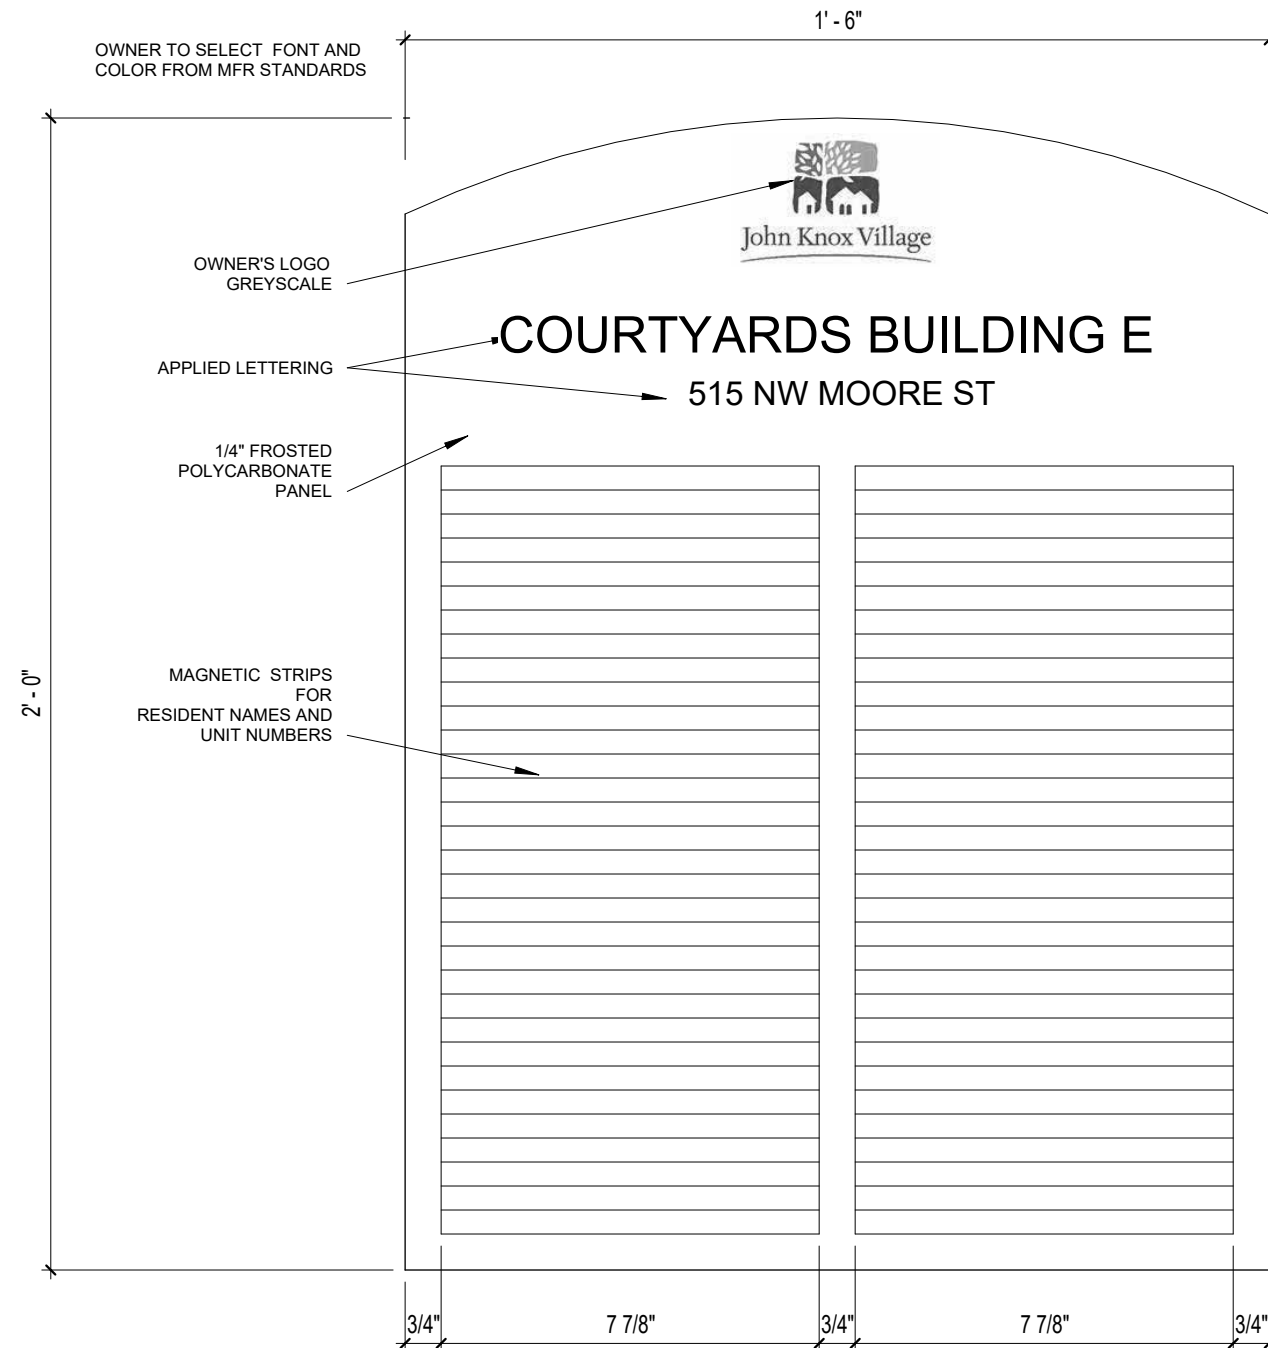 1' - 6"
OWNER TO SELECT FONT AND
COLOR FROM MFR STANDARDS
John Knox Village
OWNER'S LOGO
GREYSCALE
COURTYARDS BUILDING E
APPLIED LETTERING
515 NW MOORE ST
1/4" FROSTED
POLYCARBONATE
PANEL
2' - 0"
MAGNETIC STRIPS
FOR
RESIDENT NAMES AND
UNIT NUMBERS
3/4" 7 7/8" 3/4" 7 7/8" 3/4"